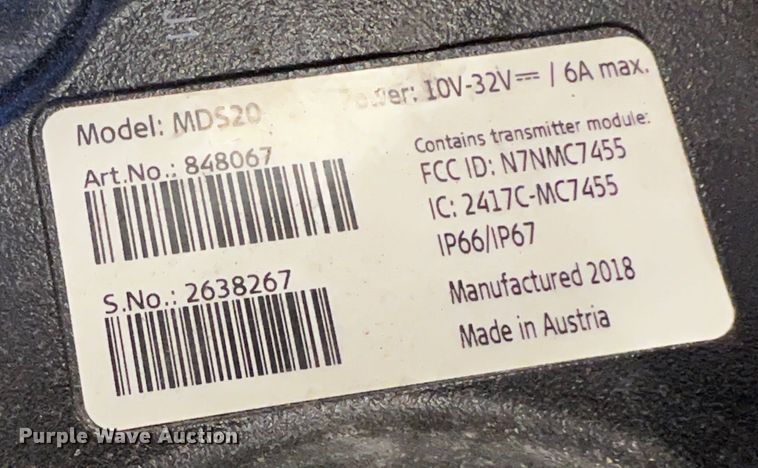 Model: MDS20
Power: 10V-32V⎓ / 6A max.
Art.No.: 848067
S.No.: 2638267
Contains transmitter module:
FCC ID: N7NMC7455
IC: 2417C-MC7455
IP66/IP67
Manufactured 2018
Made in Austria
Purple Wave Auction